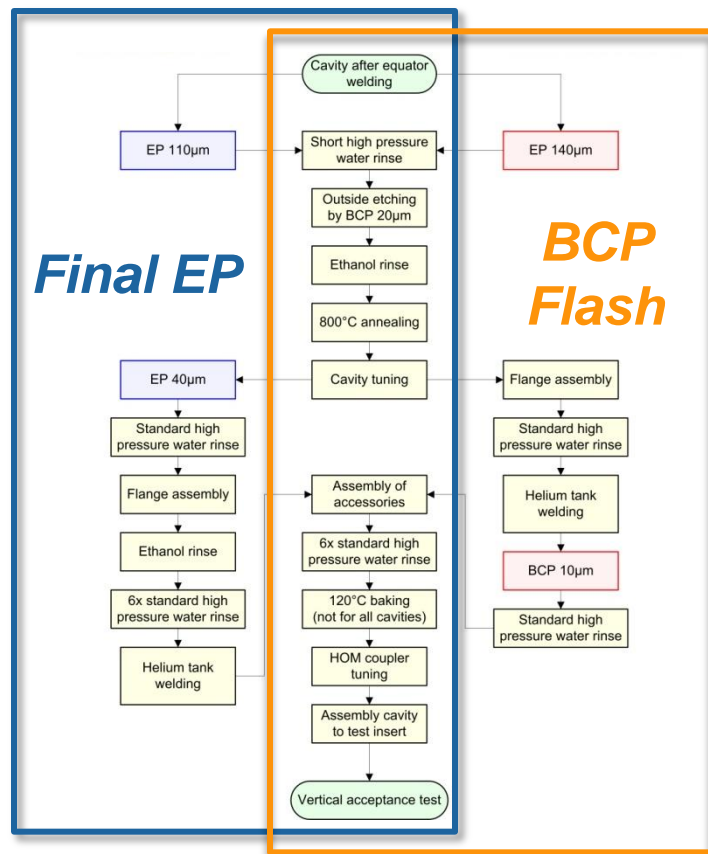 Cavity after equator
welding
EP 110µm
Short high pressure
water rinse
EP 140µm
Outside etching
by BCP 20µm
Final EP
BCP
Flash
Ethanol rinse
800°C annealing
EP 40µm
Cavity tuning
Flange assembly
Standard high
pressure water rinse
Standard high
pressure water rinse
Flange assembly
Assembly of
accessories
Helium tank
welding
Ethanol rinse
6x standard high
pressure water rinse
BCP 10µm
6x standard high
pressure water rinse
120°C baking
(not for all cavities)
Standard high
pressure water rinse
Helium tank
welding
HOM coupler
tuning
Assembly cavity
to test insert
Vertical acceptance test